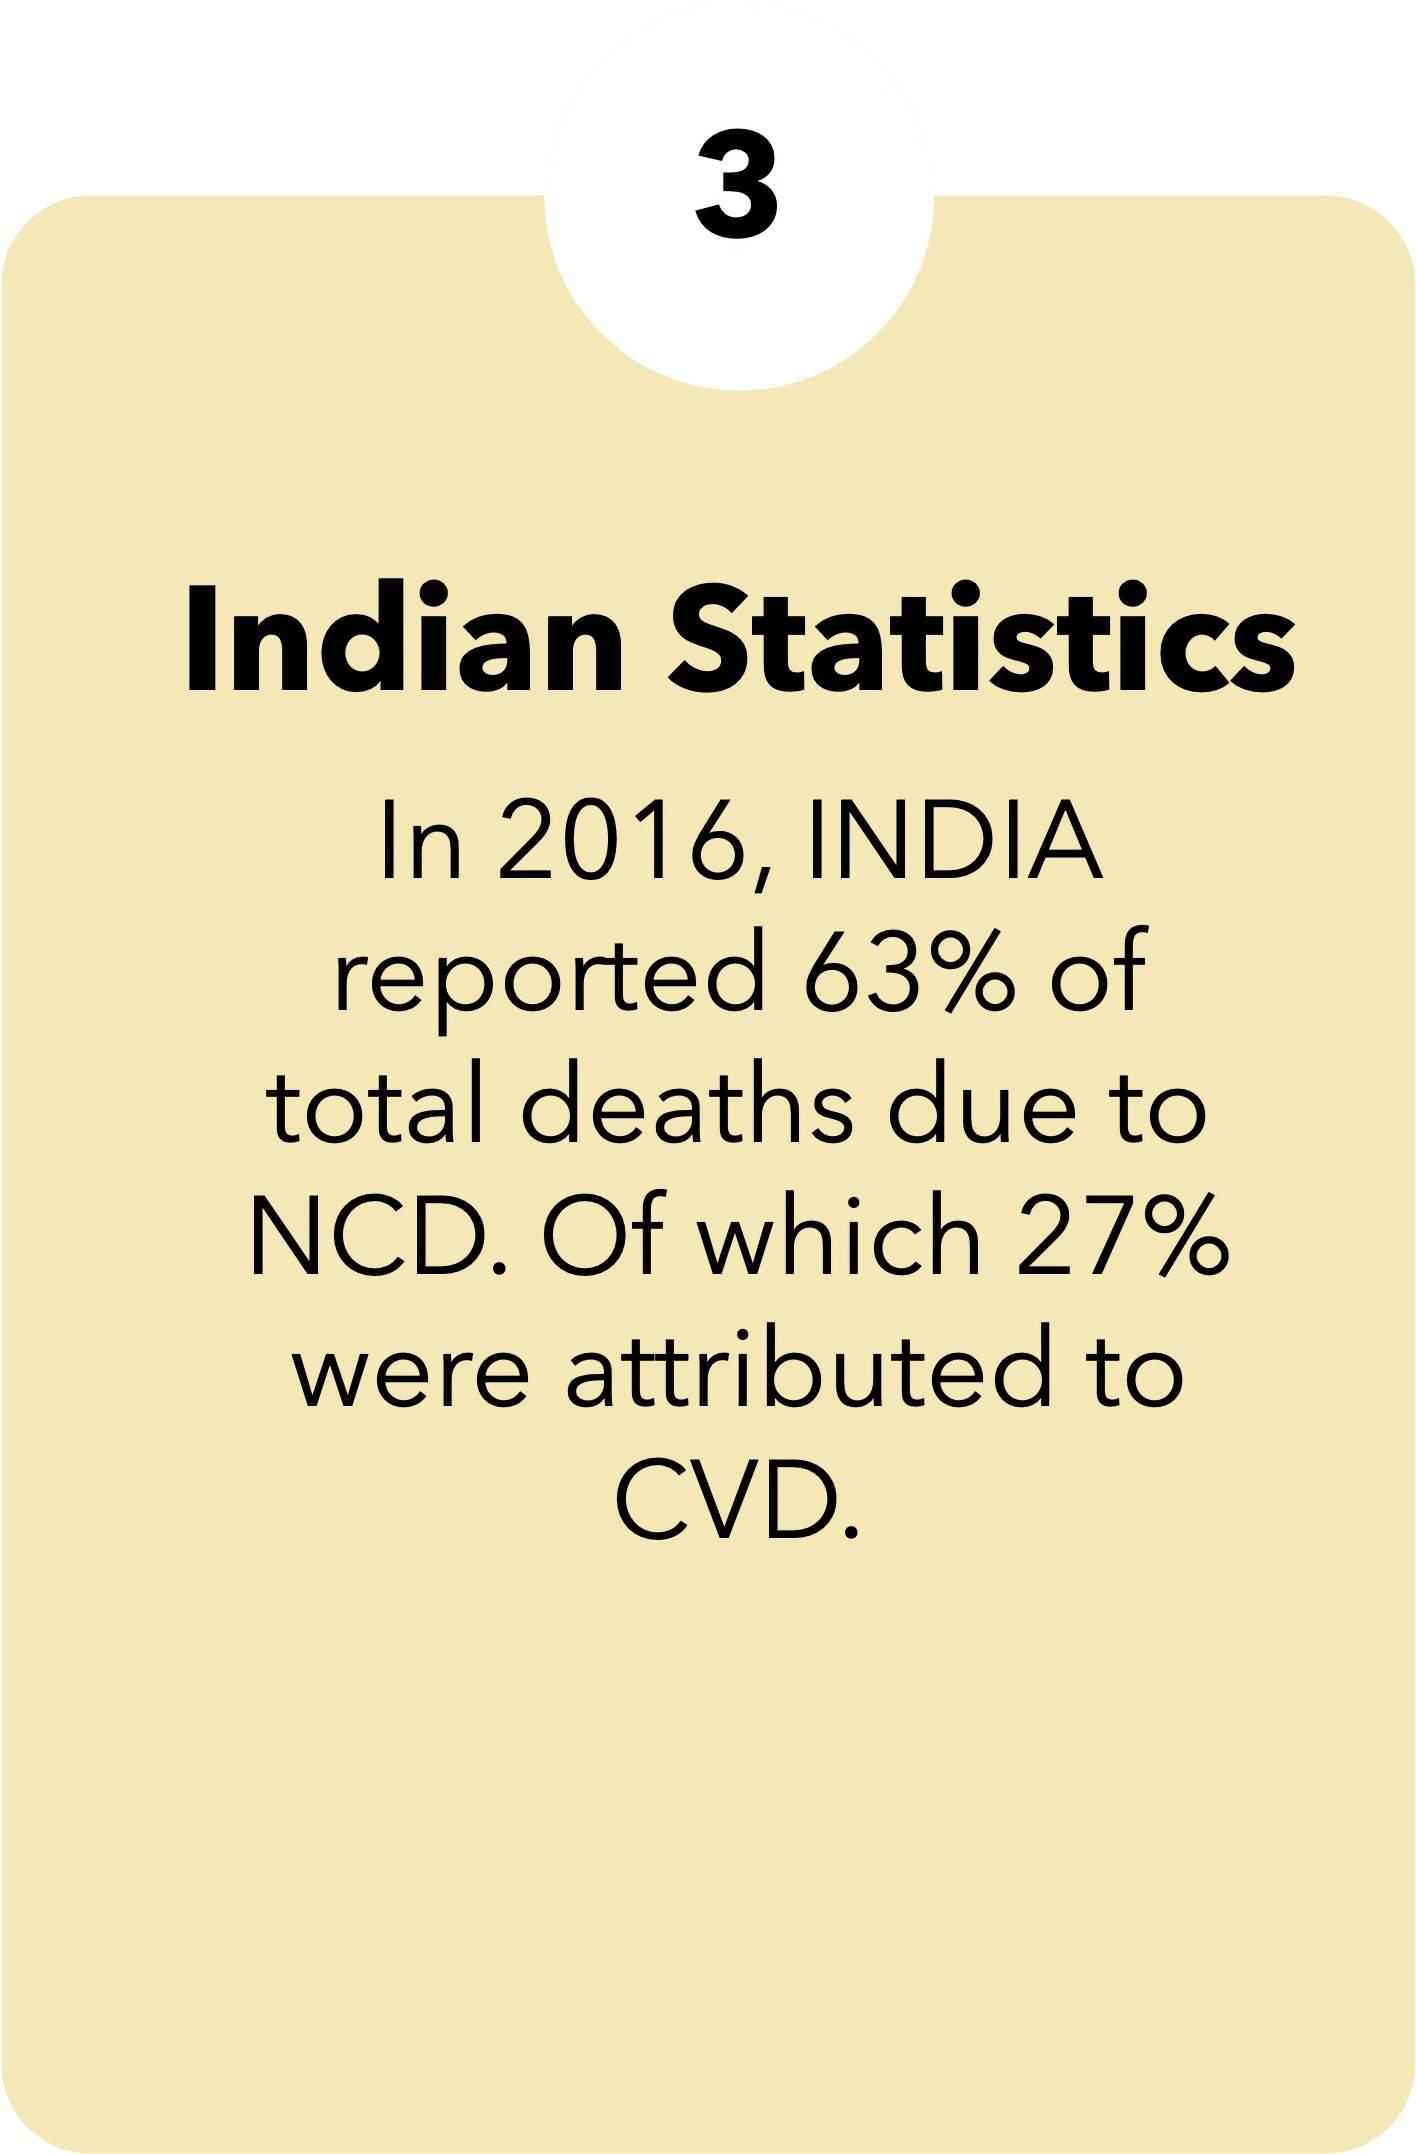 3
Indian Statistics
In 2016, INDIA
reported 63% of
total deaths due to
NCD. Of which 27%
were attributed to
CVD.